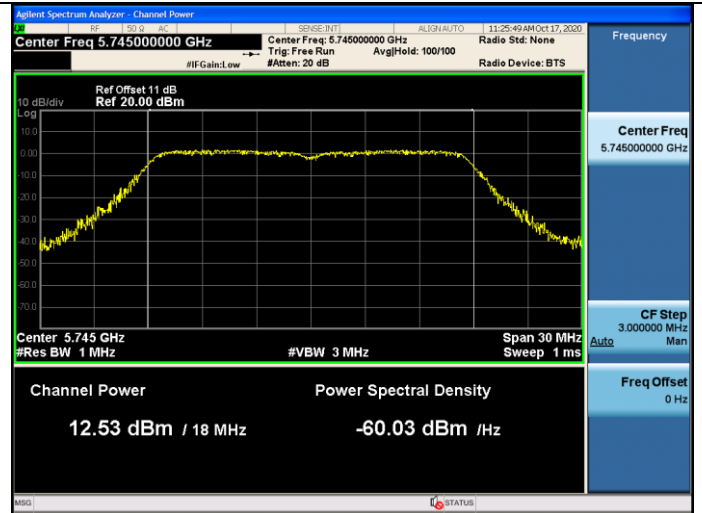 Agilent Spectrum Analyzer - Channel Power
RF 50 Ω AC SENSE:INT ALIGN AUTO 11:25:49 AM Oct 17, 2020
Center Freq 5.745000000 GHz
#IFGain:Low
Center Freq: 5.745000000 GHz
Trig: Free Run Avg|Hold: 100/100
#Atten: 20 dB
Radio Std: None
Radio Device: BTS
Frequency
Ref Offset 11 dB
10 dB/div Ref 20.00 dBm
Log
10.0
0.00
-10.0
-20.0
-30.0
-40.0
-50.0
-60.0
-70.0
Center 5.745 GHz Span 30 MHz
#Res BW 1 MHz #VBW 3 MHz Sweep 1 ms
Center Freq
5.745000000 GHz
CF Step
3.000000 MHz
Auto Man
Freq Offset
0 Hz
Channel Power
12.53 dBm / 18 MHz
Power Spectral Density
-60.03 dBm /Hz
MSG STATUS